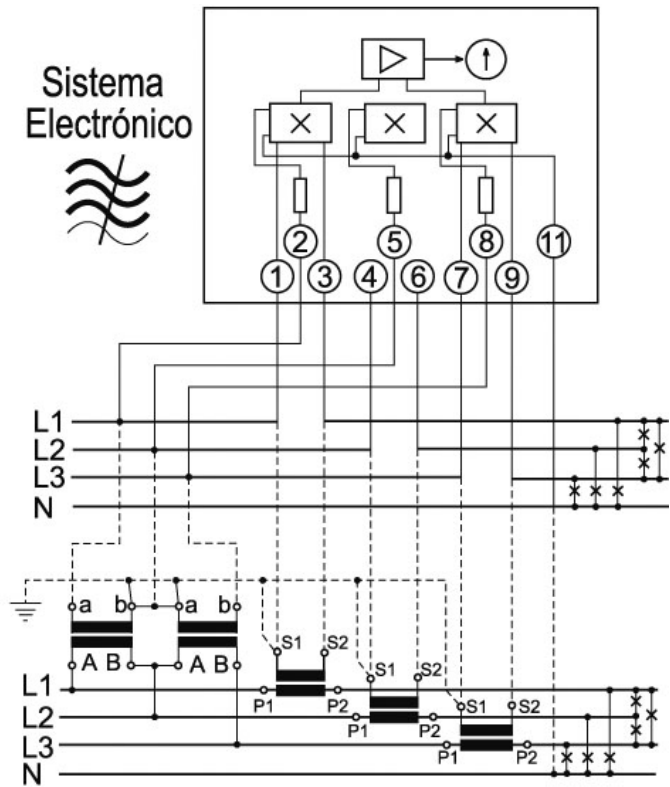 Sistema
Electrónico
2 5 8 11
1 3 4 6 7 9
L1
L2
L3
N
a b a b
S1 S2
A B A B
S1 S2
S1 S2
L1
P1 P2
L2
P1 P2
L3
P1 P2
N